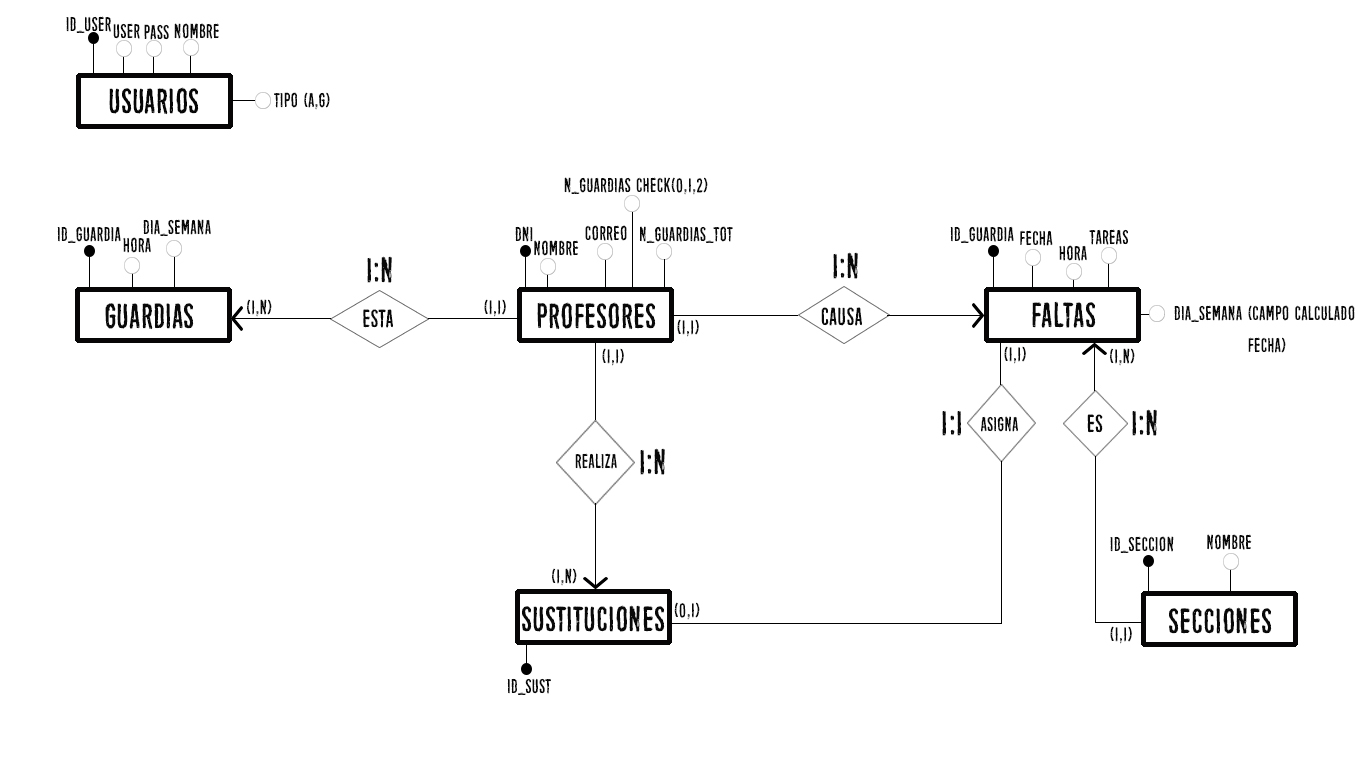 ID_USER USER PASS NOMBRE
USUARIOS
TIPO (A,G)
N_GUARDIAS CHECK(0,1,2)
ID_GUARDIA HORA DIA_SEMANA
DNI NOMBRE CORREO N_GUARDIAS_TOT
ID_GUARDIA FECHA HORA TAREAS
1:N
1:N
GUARDIAS
(1,N)
ESTA
(1,1)
PROFESORES
(1,1)
CAUSA
FALTAS
DIA_SEMANA (CAMPO CALCULADO
FECHA)
(1,1)
(1,1)
(1,N)
1:1
ASIGNA
ES
1:N
REALIZA
1:N
ID_SECCION NOMBRE
(1,N)
SUSTITUCIONES
(0,1)
(1,1)
SECCIONES
ID_SUST